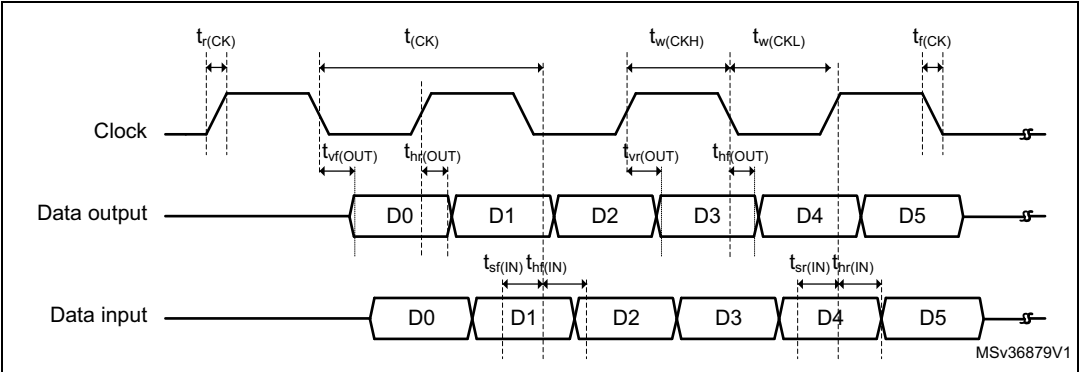 tr(CK) t(CK) tw(CKH) tw(CKL) tf(CK)
Clock
tvf(OUT) thr(OUT) tvr(OUT) thf(OUT)
Data output D0 D1 D2 D3 D4 D5
tsf(IN) thf(IN) tsr(IN) thr(IN)
Data input D0 D1 D2 D3 D4 D5
MSv36879V1